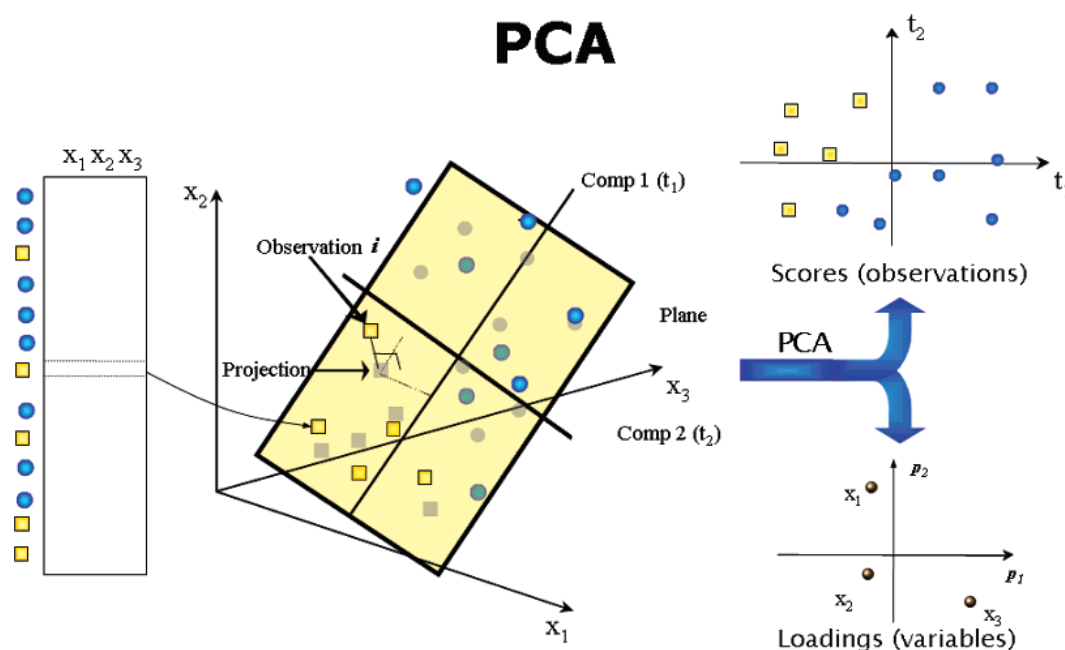 PCA
x₁ x₂ x₃
x₂
Observation i
Projection
Comp 1 (t₁)
Plane
x₃
Comp 2 (t₂)
x₁
t₂
t
Scores (observations)
PCA
p₂
x₁
p₁
x₂
x₃
Loadings (variables)